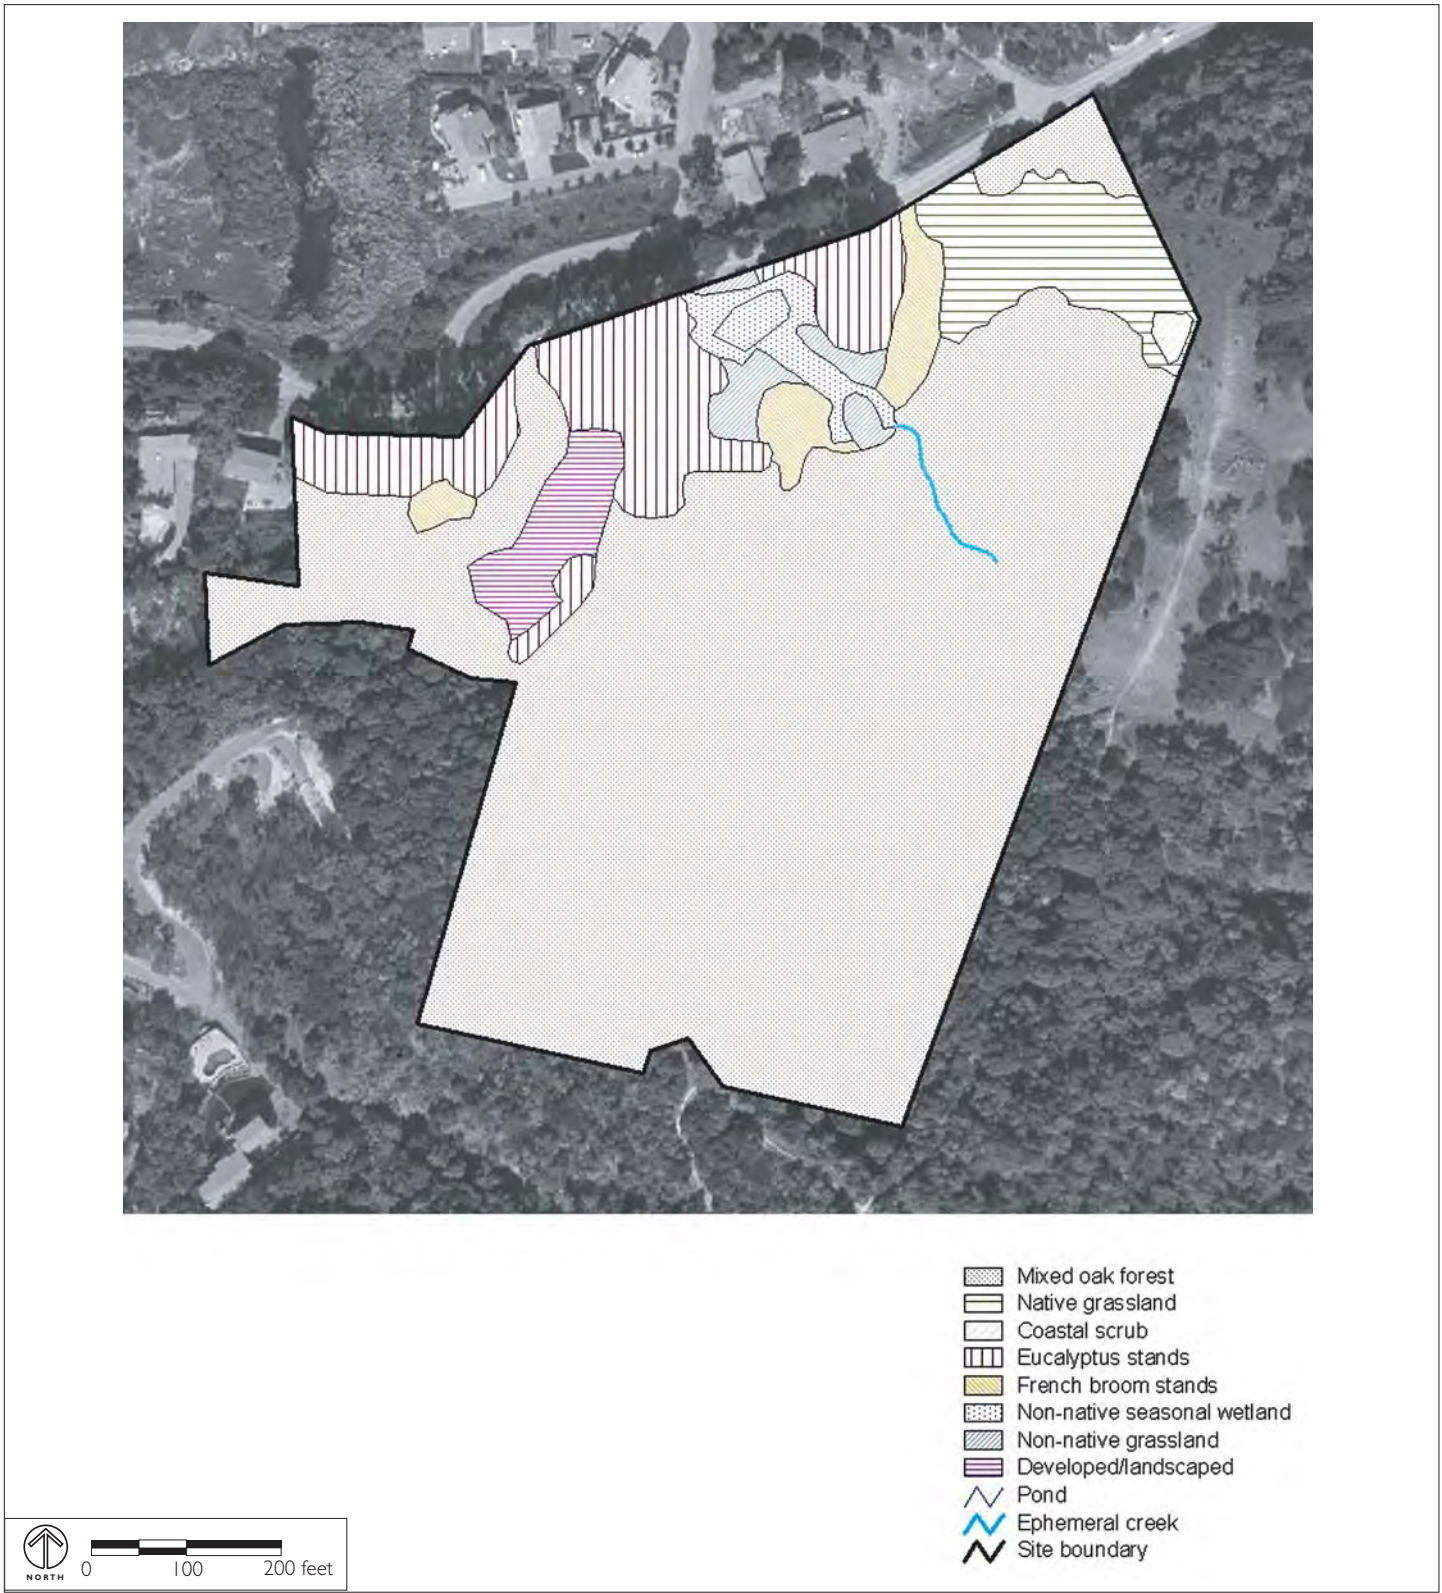 Mixed oak forest
Native grassland
Coastal scrub
Eucalyptus stands
French broom stands
Non-native seasonal wetland
Non-native grassland
Developed/landscaped
Pond
Ephemeral creek
Site boundary
NORTH
0 100 200 feet